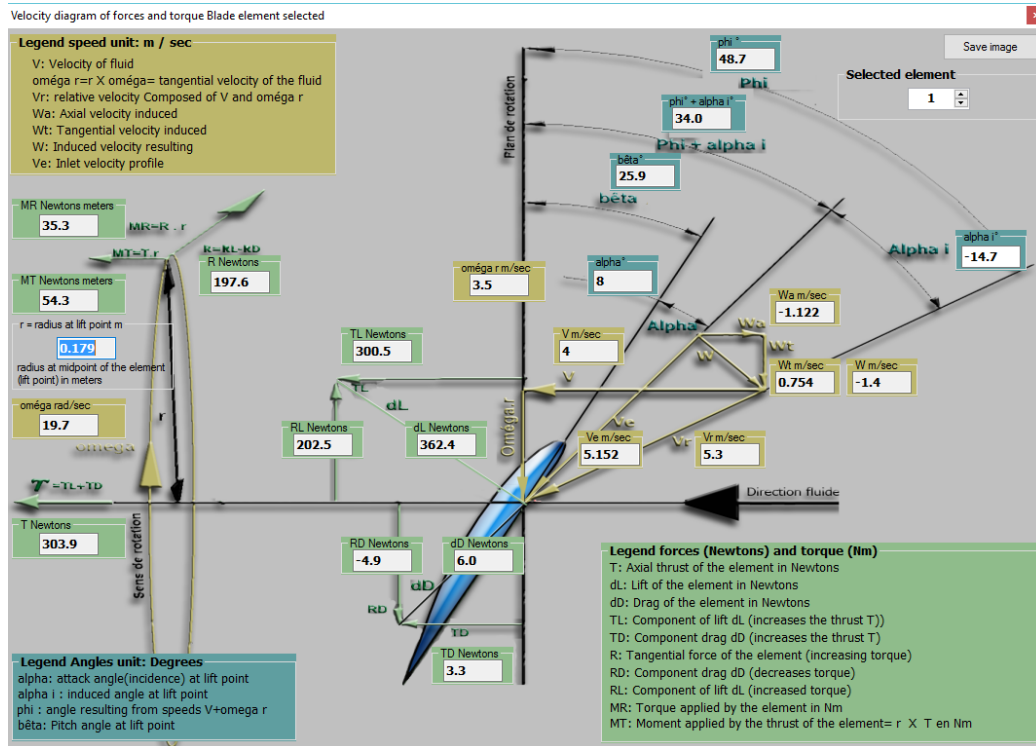 Velocity diagram of forces and torque Blade element selected
Legend speed unit: m / sec
V: Velocity of fluid
oméga r=r X oméga= tangential velocity of the fluid
Vr: relative velocity Composed of V and oméga r
Wa: Axial velocity induced
Wt: Tangential velocity induced
W: Induced velocity resulting
Ve: Inlet velocity profile
Save image
Selected element
1
phi °
48.7
Phi
phi° + alpha i°
34.0
Phi + alpha i
bêta°
25.9
bêta
Plan de rotation
alpha i°
-14.7
Alpha i
alpha°
8
Alpha
MR Newtons meters
35.3
MR=R . r
MT=T.r
R=RL-RD
R Newtons
197.6
MT Newtons meters
54.3
r = radius at lift point m
0.179
radius at midpoint of the element
(lift point) in meters
oméga rad/sec
19.7
omega
r
oméga r m/sec
3.5
Wa m/sec
-1.122
Wa
Wt
W
V m/sec
4
V
Wt m/sec
0.754
W m/sec
-1.4
TL Newtons
300.5
TL
dL
RL Newtons
202.5
dL Newtons
362.4
Oméga.r
Ve
Ve m/sec
5.152
Vr
Vr m/sec
5.3
T =TL+TD
T Newtons
303.9
Sens de rotation
Direction fluide
RD Newtons
-4.9
dD Newtons
6.0
dD
RD
TD
TD Newtons
3.3
Legend forces (Newtons) and torque (Nm)
T: Axial thrust of the element in Newtons
dL: Lift of the element in Newtons
dD: Drag of the element in Newtons
TL: Component of lift dL (increases the thrust T))
TD: Component drag dD (increases the thrust T)
R: Tangential force of the element (increasing torque)
RD: Component drag dD (decreases torque)
RL: Component of lift dL (increased torque)
MR: Torque applied by the element in Nm
MT: Moment applied by the thrust of the element= r X T en Nm
Legend Angles unit: Degrees
alpha: attack angle(incidence) at lift point
alpha i : induced angle at lift point
phi : angle resulting from speeds V+omega r
bêta: Pitch angle at lift point